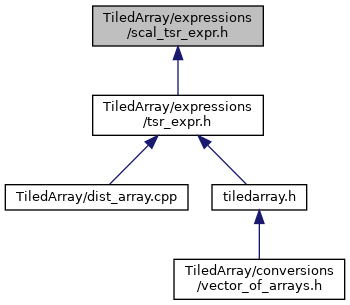 TiledArray/expressions
/scal_tsr_expr.h
TiledArray/expressions
/tsr_expr.h
TiledArray/dist_array.cpp
tiledarray.h
TiledArray/conversions
/vector_of_arrays.h